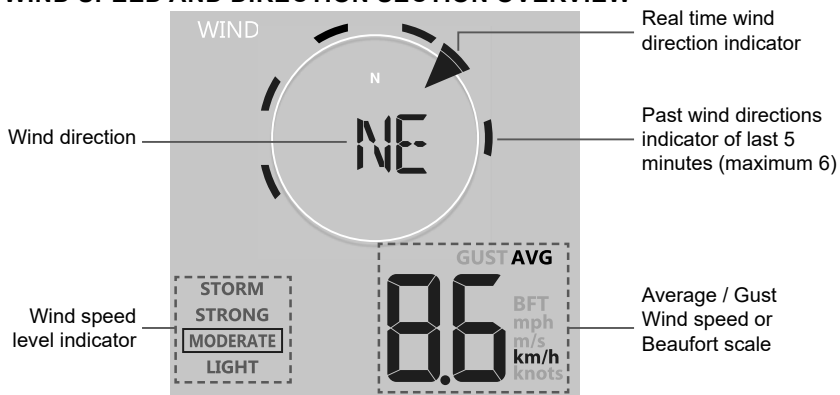 WIND SPEED AND DIRECTION SECTION OVERVIEW
WIND
Real time wind
direction indicator
N
NE
Wind direction
Past wind directions
indicator of last 5
minutes (maximum 6)
GUST AVG
8.6
BFT
mph
m/s
km/h
knots
STORM
STRONG
MODERATE
LIGHT
Wind speed
level indicator
Average / Gust
Wind speed or
Beaufort scale